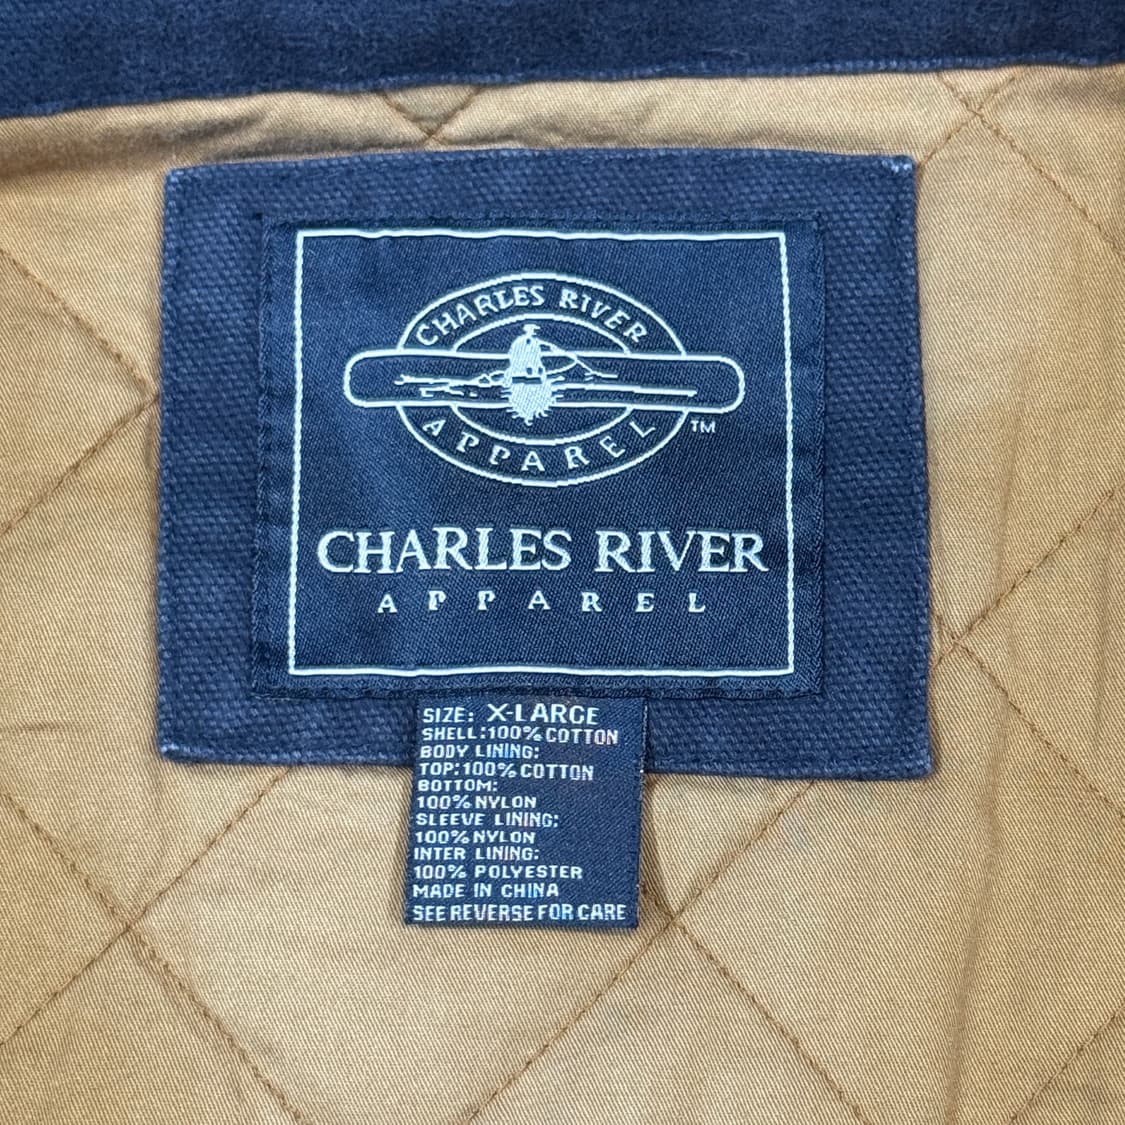 CHARLES RIVER
APPAREL
TM
CHARLES RIVER
APPAREL
SIZE: X-LARGE
SHELL:100% COTTON
BODY LINING:
TOP:100% COTTON
BOTTOM:
100% NYLON
SLEEVE LINING:
100% NYLON
INTER LINING:
100% POLYESTER
MADE IN CHINA
SEE REVERSE FOR CARE